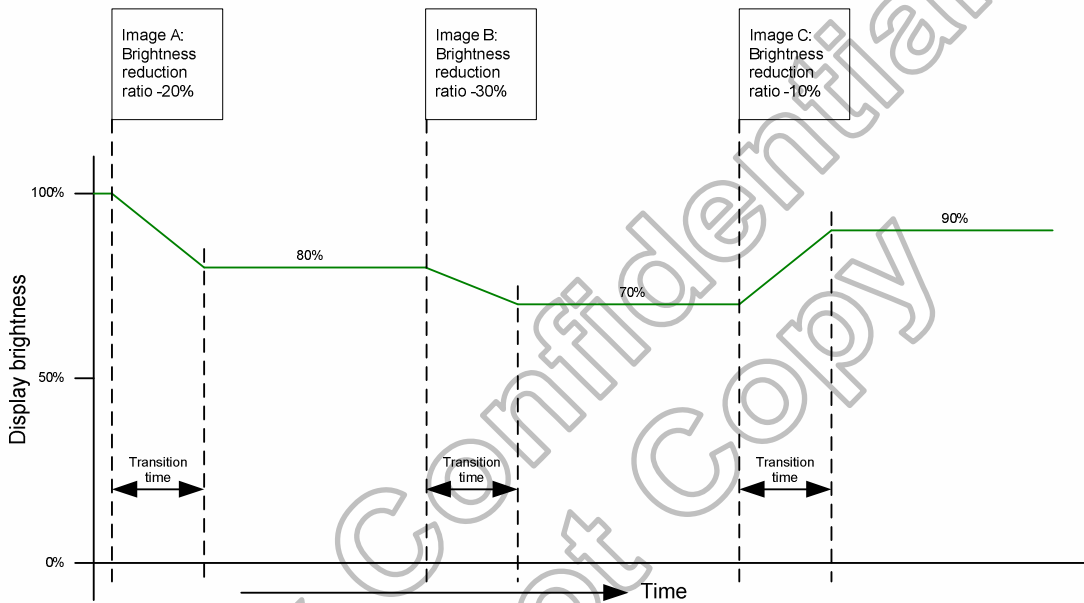 Image A:
Brightness
reduction
ratio -20%
Image B:
Brightness
reduction
ratio -30%
Image C:
Brightness
reduction
ratio -10%
100%
80%
70%
90%
50%
0%
Display brightness
Transition
time
Transition
time
Transition
time
Time
Confidential
Copy